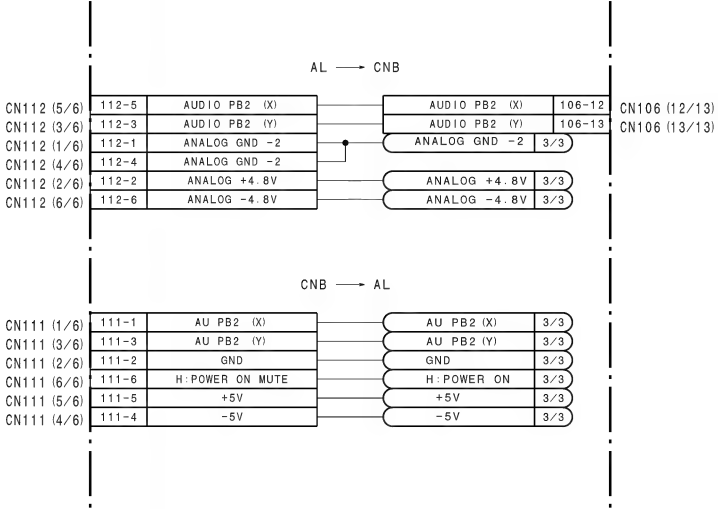 AL → CNB
CN112 (5/6) 112-5 AUDIO PB2 (X) AUDIO PB2 (X) 106-12 CN106 (12/13)
CN112 (3/6) 112-3 AUDIO PB2 (Y) AUDIO PB2 (Y) 106-13 CN106 (13/13)
CN112 (1/6) 112-1 ANALOG GND -2 ANALOG GND -2 3/3
CN112 (4/6) 112-4 ANALOG GND -2
CN112 (2/6) 112-2 ANALOG +4.8V ANALOG +4.8V 3/3
CN112 (6/6) 112-6 ANALOG -4.8V ANALOG -4.8V 3/3
CNB → AL
CN111 (1/6) 111-1 AU PB2 (X) AU PB2 (X) 3/3
CN111 (3/6) 111-3 AU PB2 (Y) AU PB2 (Y) 3/3
CN111 (2/6) 111-2 GND GND 3/3
CN111 (6/6) 111-6 H:POWER ON MUTE H:POWER ON 3/3
CN111 (5/6) 111-5 +5V +5V 3/3
CN111 (4/6) 111-4 -5V -5V 3/3